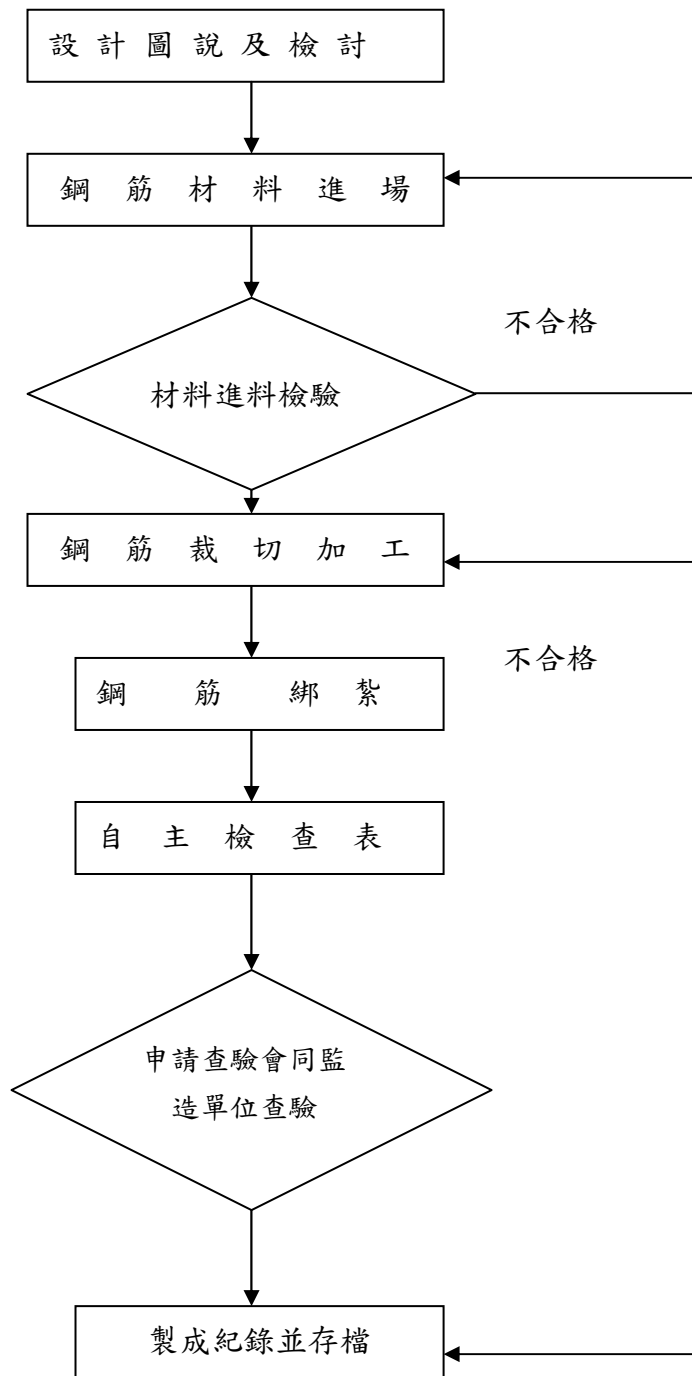 設計圖說及檢討
鋼筋材料進場
不合格
材料進料檢驗
鋼筋裁切加工
不合格
鋼筋綁紮
自主檢查表
申請查驗會同監
造單位查驗
製成紀錄並存檔